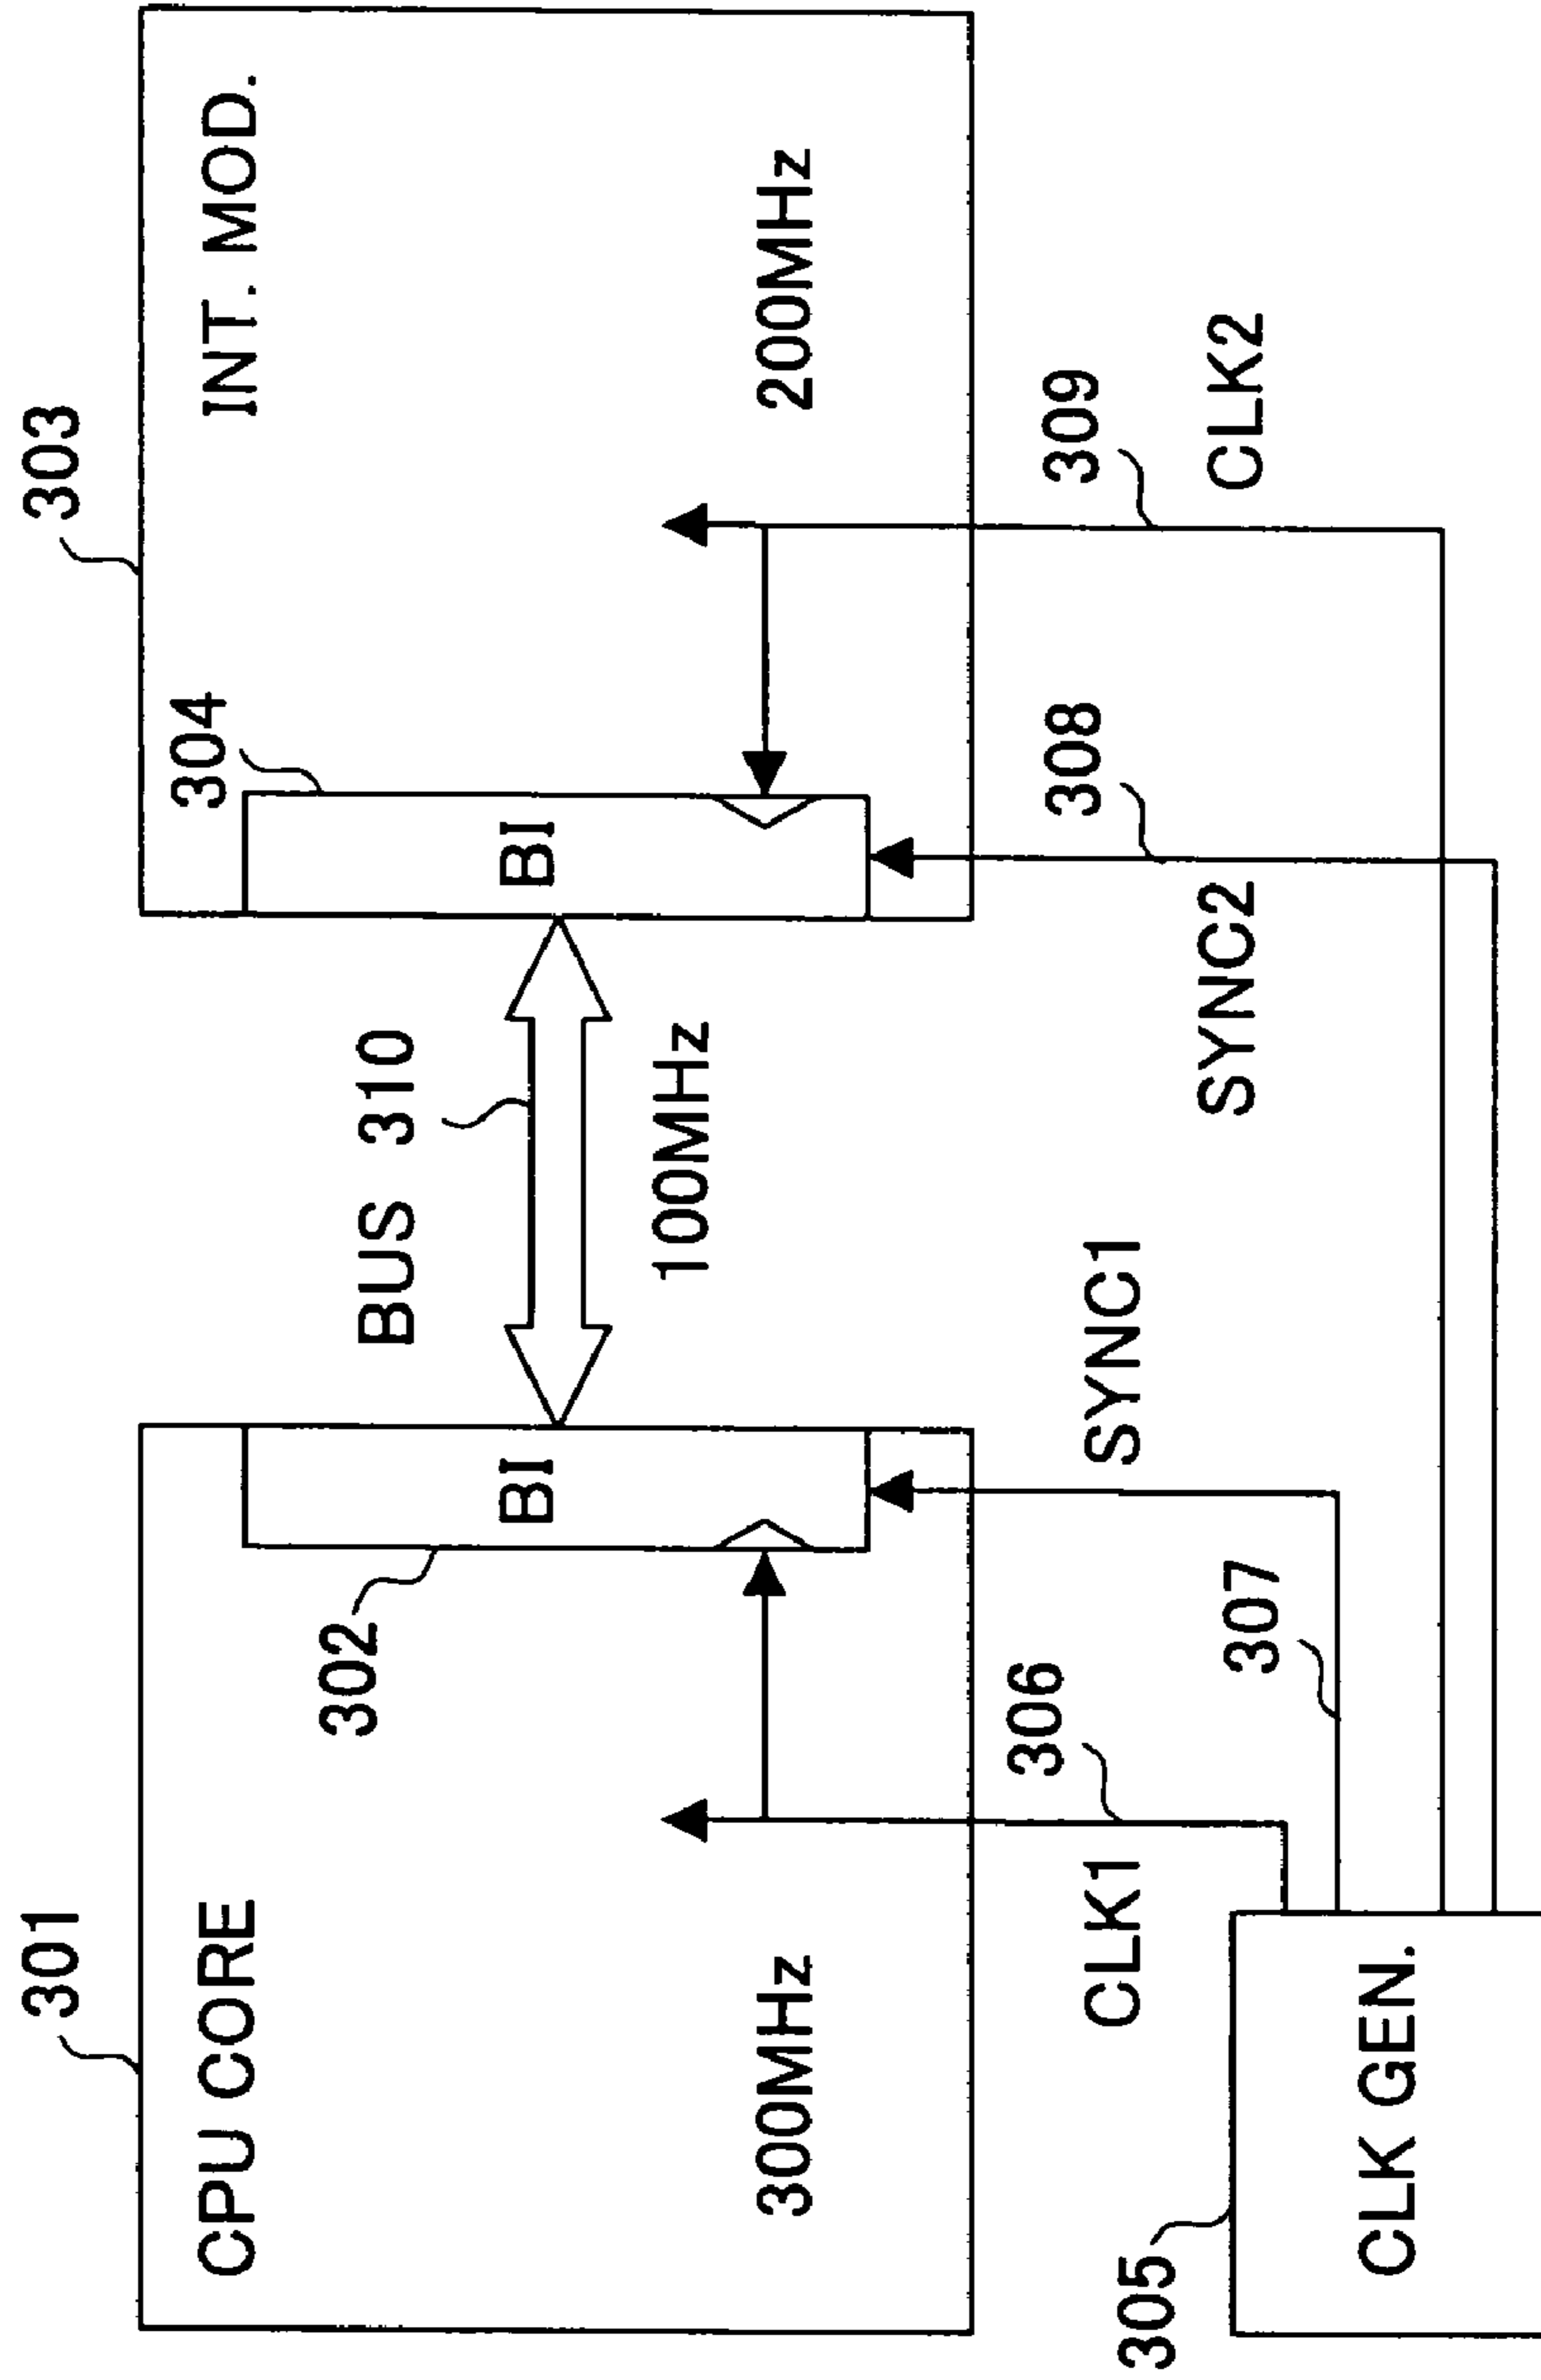 301
303
CPU CORE
INT. MOD.
304
302
BUS 310
BI
BI
100MHz
300MHz
200MHz
306
308
309
CLK1
SYNC1
305
307
SYNC2
CLK2
CLK GEN.